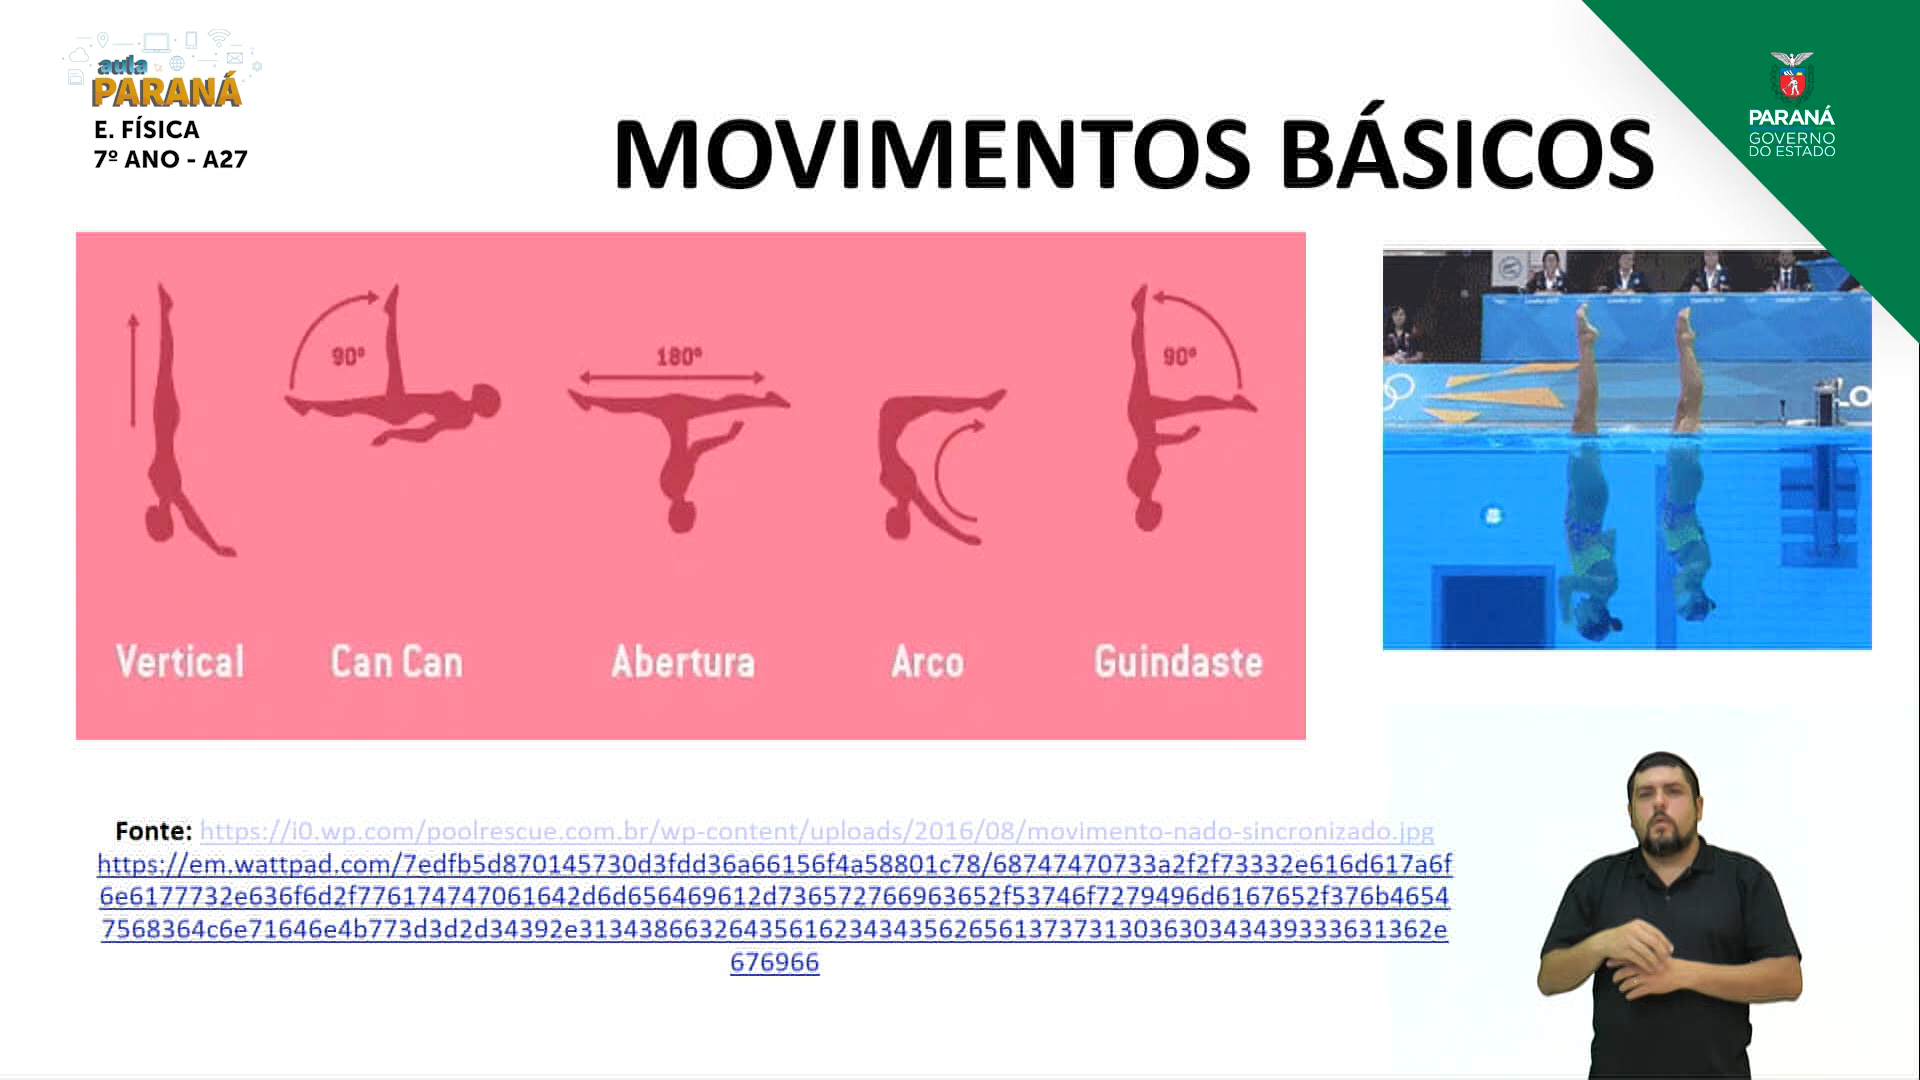 aula
PARANÁ
E. FÍSICA
7º ANO - A27
PARANÁ
GOVERNO
DO ESTADO
MOVIMENTOS BÁSICOS
90º
180º
90º
Vertical
Can Can
Abertura
Arco
Guindaste
LO
Fonte: https://i0.wp.com/poolrescue.com.br/wp-content/uploads/2016/08/movimento-nado-sincronizado.jpg
https://em.wattpad.com/7edfb5d870145730d3fdd36a66156f4a58801c78/68747470733a2f2f73332e616d617a6f
6e6177732e636f6d2f776174747061642d6d656469612d736572766963652f53746f7279496d6167652f376b4654
7568364c6e71646e4b773d3d2d34392e313438663264356162343435626561373731303630343439333631362e
676966